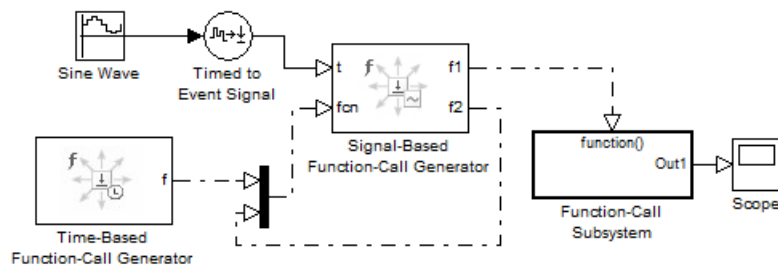 Sine Wave
Timed to
Event Signal
t
fcn
f1
f2
Signal-Based
Function-Call Generator
f
Time-Based
Function-Call Generator
function()
Out1
Function-Call
Subsystem
Scope